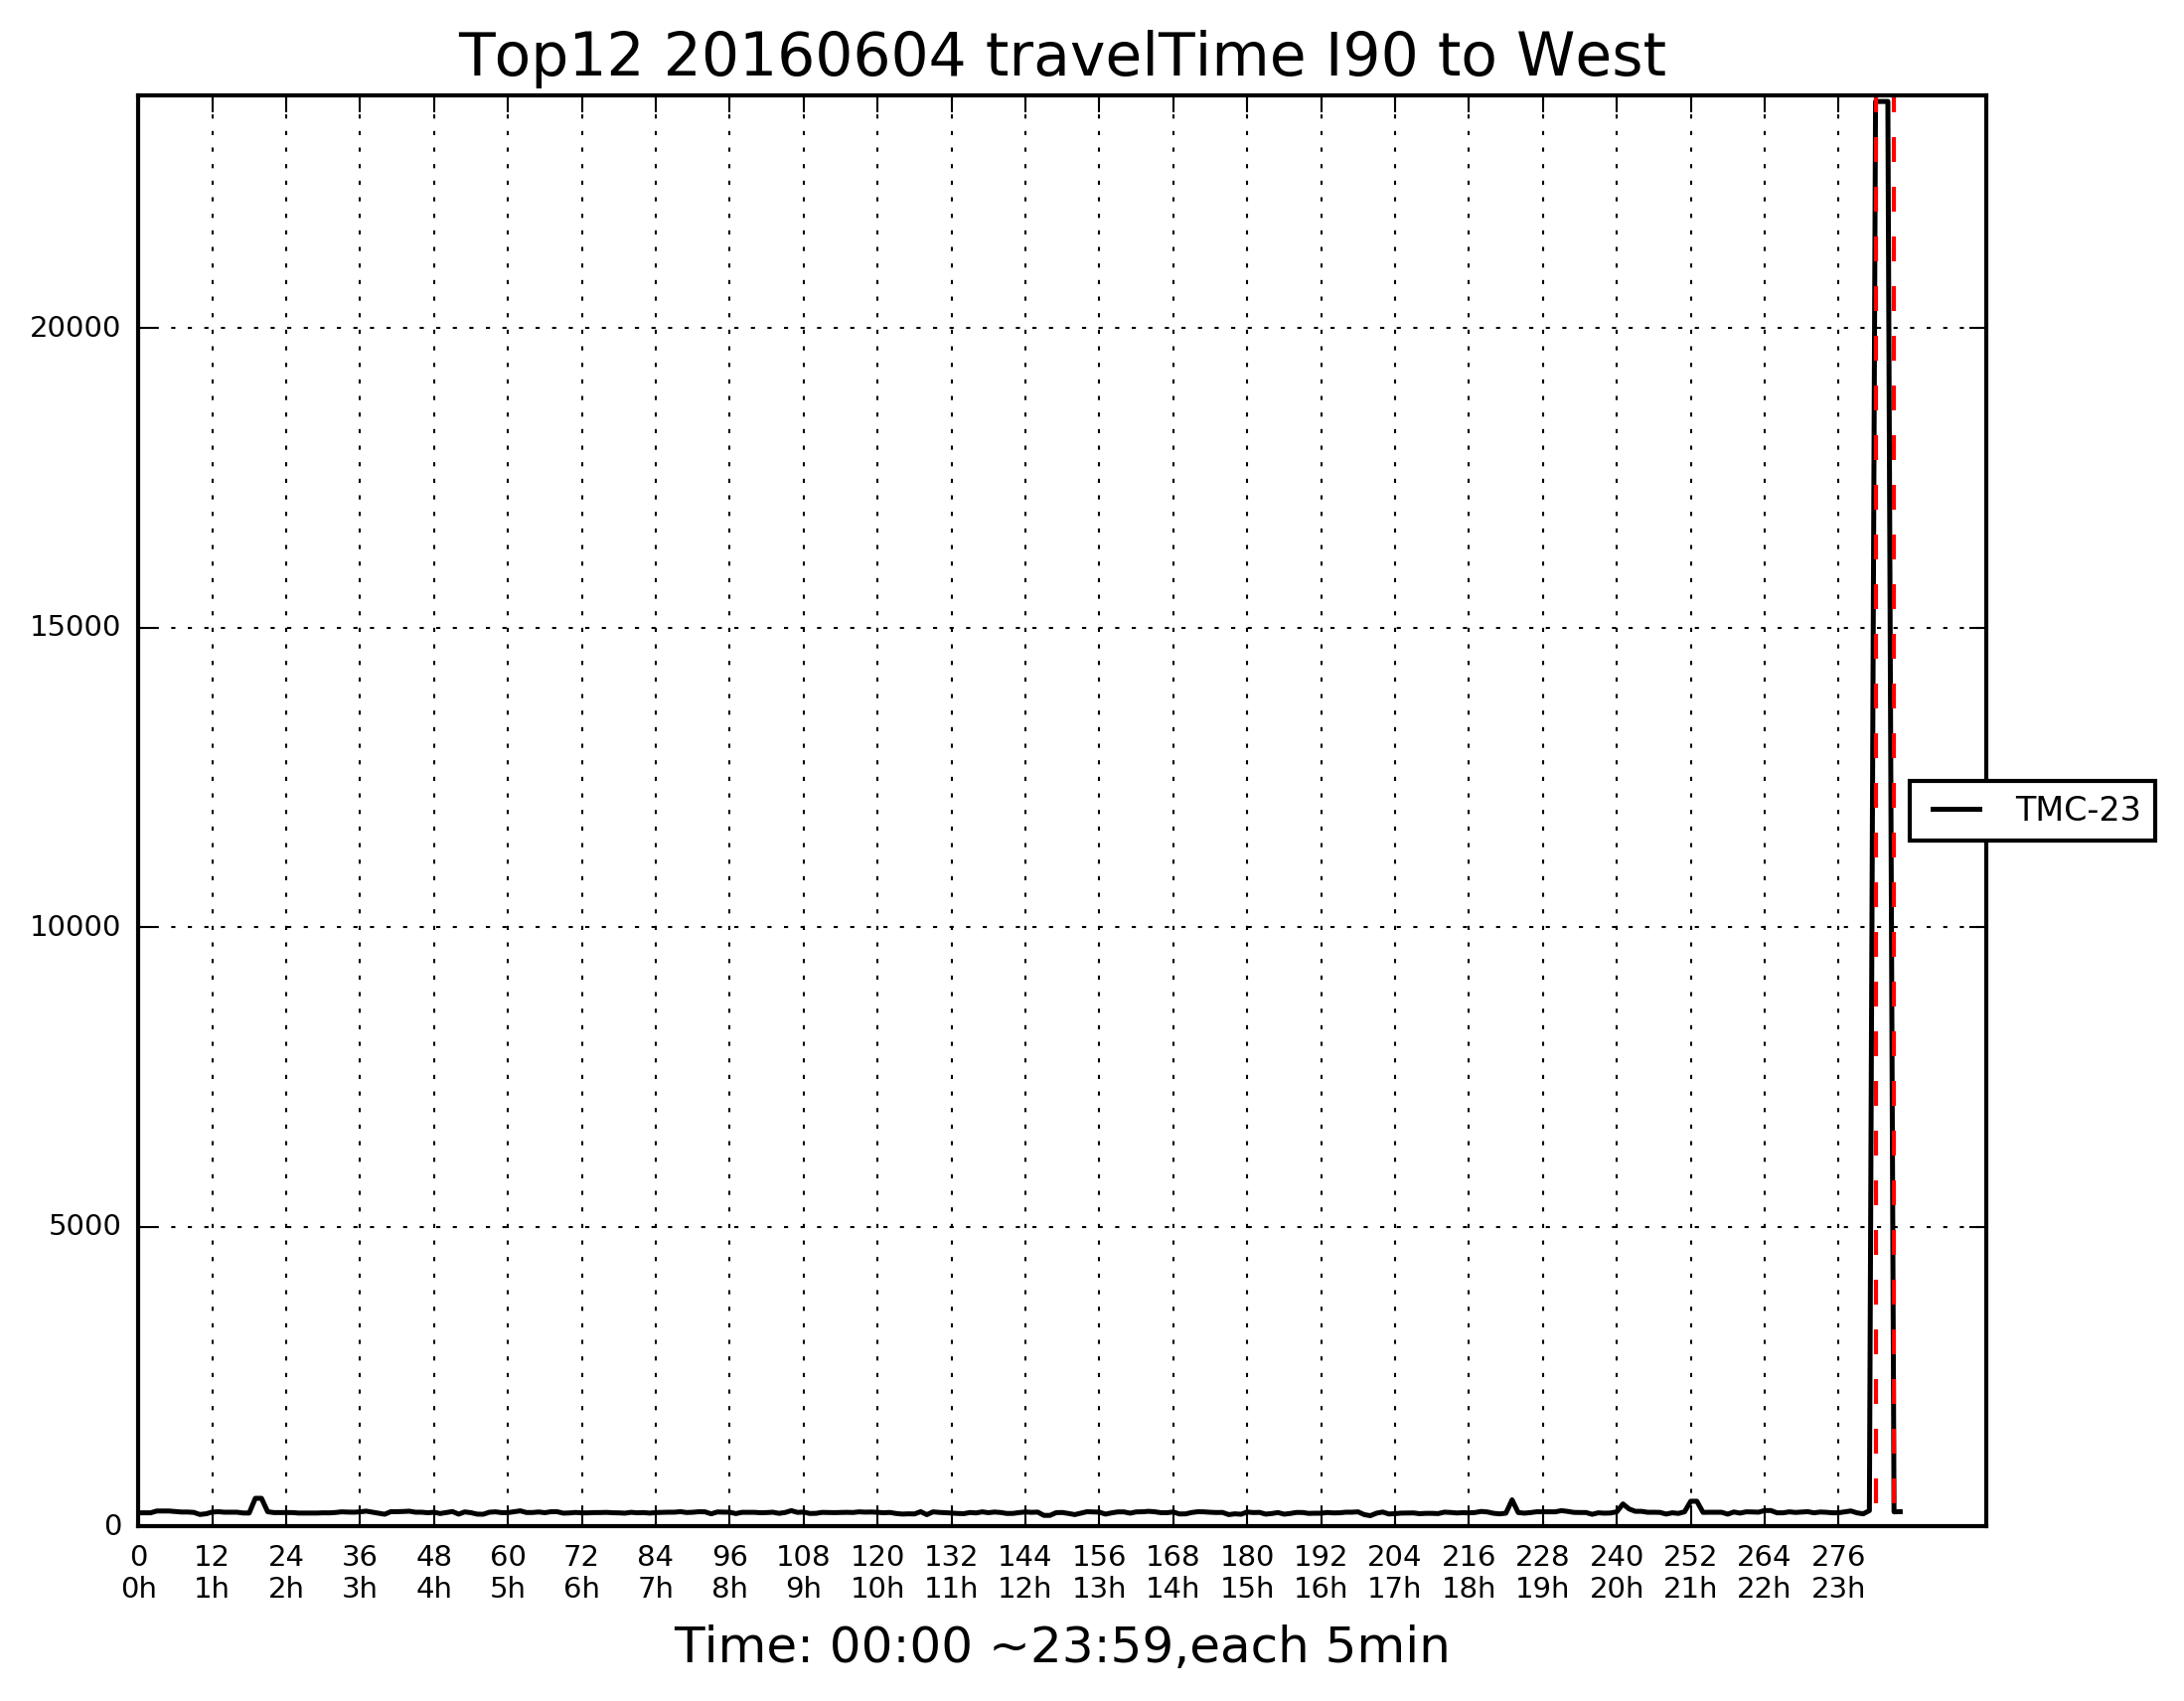 Top12 20160604 travelTime I90 to West
20000
15000
10000
5000
0
TMC-23
0 12 24 36 48 60 72 84 96 108 120 132 144 156 168 180 192 204 216 228 240 252 264 276
0h 1h 2h 3h 4h 5h 6h 7h 8h 9h 10h 11h 12h 13h 14h 15h 16h 17h 18h 19h 20h 21h 22h 23h
Time: 00:00 ~23:59,each 5min